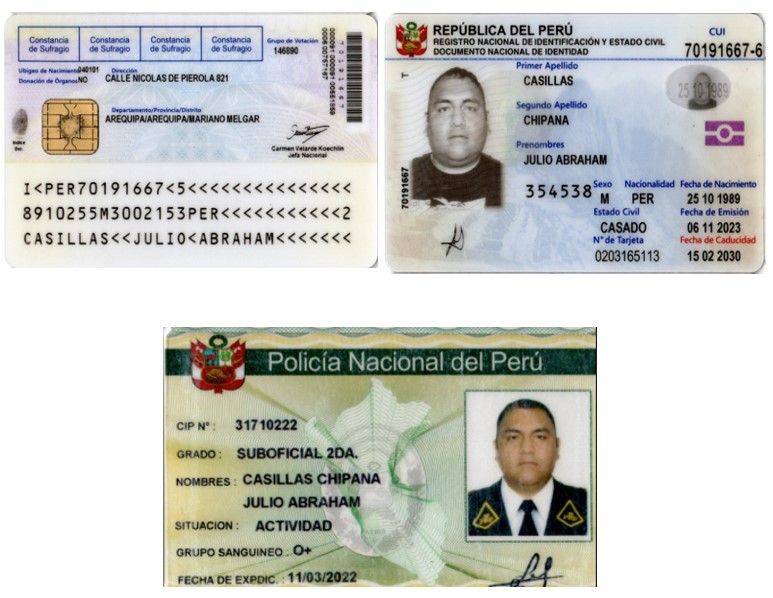 Constancia de Sufragio
Constancia de Sufragio
Constancia de Sufragio
Constancia de Sufragio
Grupo de Votación
146890
Ubigeo de Nacimiento 040101
Dirección
Donación de Órganos NO
CALLE NICOLAS DE PIEROLA 821
Departamento/Provincia/Distrito
AREQUIPA/AREQUIPA/MARIANO MELGAR
Carmen Velarde Koechlin
Jefa Nacional
I<PER70191667<5<<<<<<<<<<<<<<<
8910255M3002153PER<<<<<<<<<<<2
CASILLAS<<JULIO<ABRAHAM<<<<<<<
REPÚBLICA DEL PERÚ
REGISTRO NACIONAL DE IDENTIFICACIÓN Y ESTADO CIVIL
DOCUMENTO NACIONAL DE IDENTIDAD
CUI
70191667-6
Primer Apellido
CASILLAS
Segundo Apellido
CHIPANA
Prenombres
JULIO ABRAHAM
25 10 1989
T
70191667
354538
Sexo Nacionalidad Fecha de Nacimiento
M PER 25 10 1989
Estado Civil Fecha de Emisión
CASADO 06 11 2023
N° de Tarjeta Fecha de Caducidad
0203165113 15 02 2030
Policía Nacional del Perú
CIP N° : 31710222
GRADO : SUBOFICIAL 2DA.
NOMBRES : CASILLAS CHIPANA
JULIO ABRAHAM
SITUACION : ACTIVIDAD
GRUPO SANGUINEO : O+
FECHA DE EXPDIC. : 11/03/2022